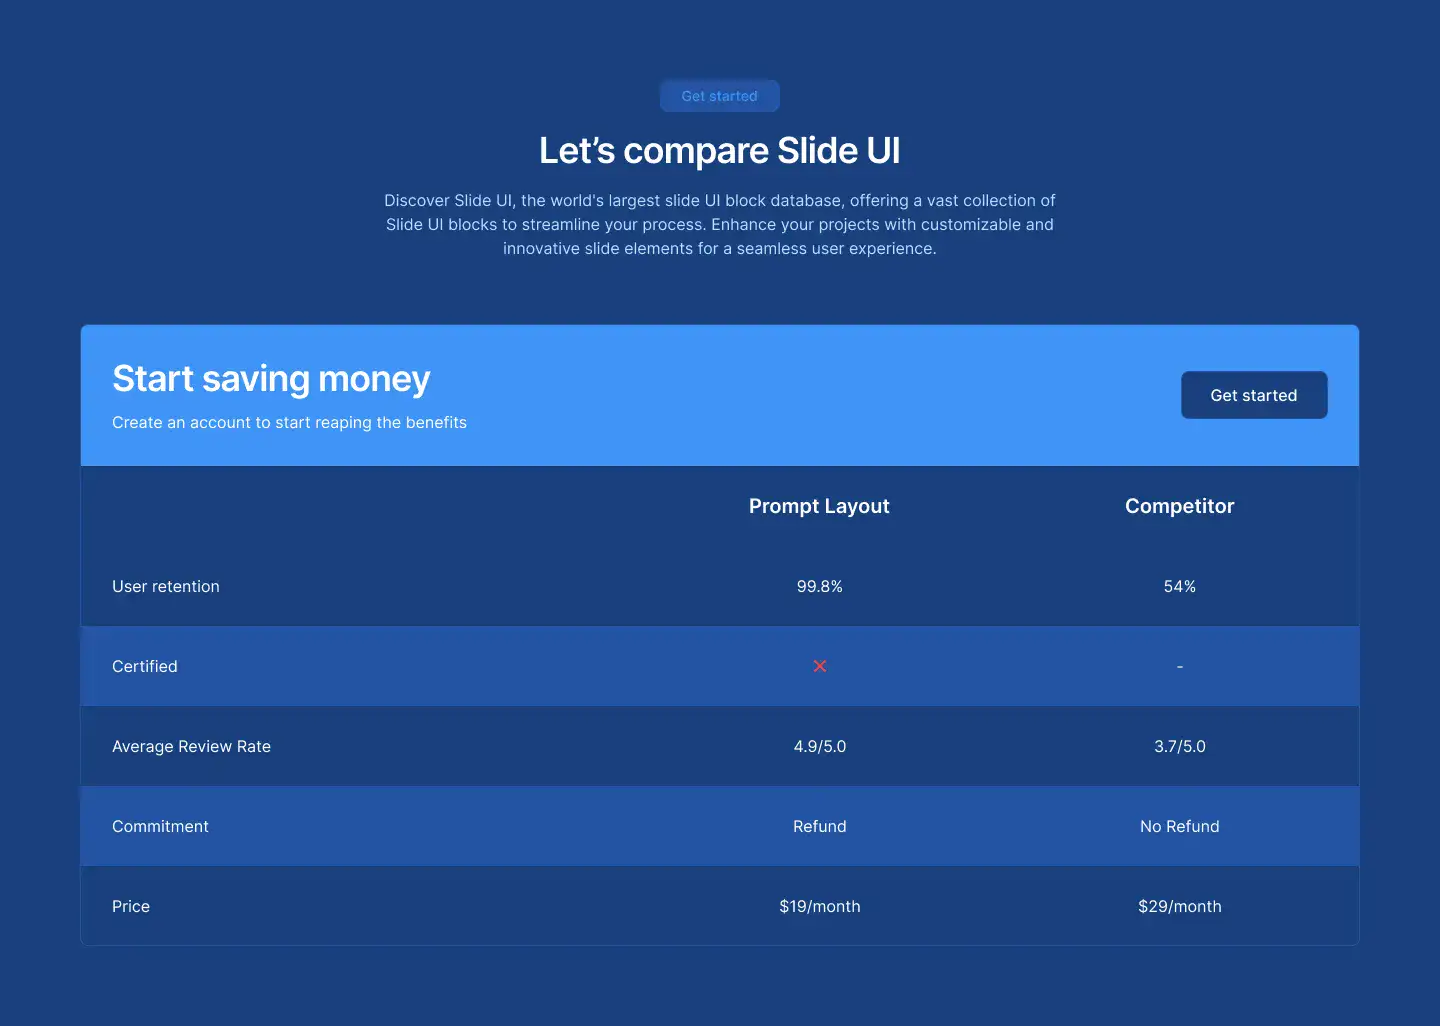 Get started
Let’s compare Slide UI
Discover Slide UI, the world's largest slide UI block database, offering a vast collection of
Slide UI blocks to streamline your process. Enhance your projects with customizable and
innovative slide elements for a seamless user experience.
Start saving money
Create an account to start reaping the benefits
Get started
Prompt Layout Competitor
User retention 99.8% 54%
Certified -
Average Review Rate 4.9/5.0 3.7/5.0
Commitment Refund No Refund
Price $19/month $29/month